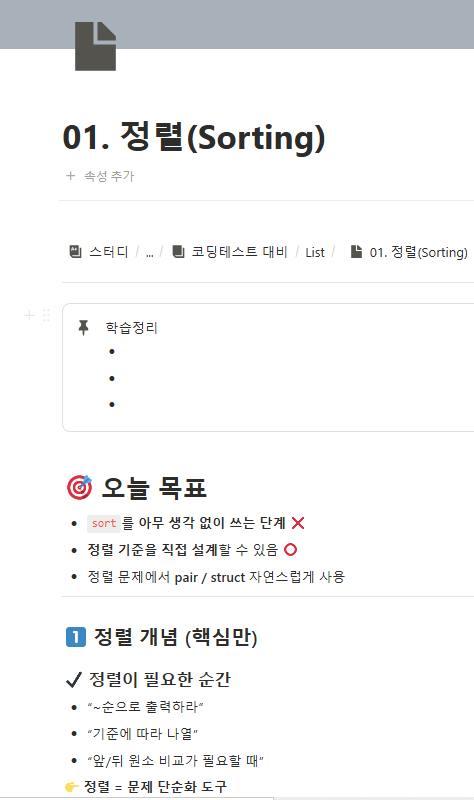 01. 정렬(Sorting)
+ 속성 추가
스터디 / ... / 코딩테스트 대비 / List / 01. 정렬(Sorting)
학습정리
•
•
•
🎯 오늘 목표
• sort를 아무 생각 없이 쓰는 단계 ❌
• 정렬 기준을 직접 설계할 수 있음 ⭕
• 정렬 문제에서 pair / struct 자연스럽게 사용
1️⃣ 정렬 개념 (핵심만)
✔ 정렬이 필요한 순간
• “~순으로 출력하라”
• “기준에 따라 나열”
• “앞/뒤 원소 비교가 필요할 때”
👉 정렬 = 문제 단순화 도구